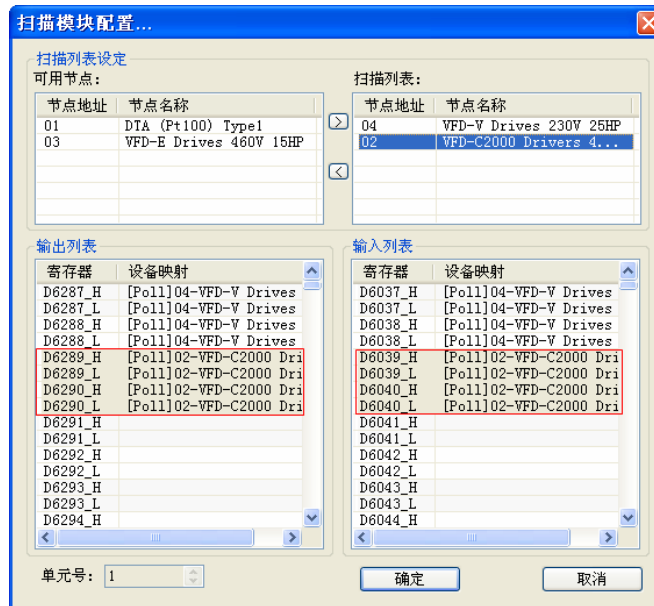 扫描模块配置...
扫描列表设定
可用节点：
扫描列表：
节点地址 节点名称
01 DTA (Pt100) Type1
03 VFD-E Drives 460V 15HP
节点地址 节点名称
04 VFD-V Drives 230V 25HP
02 VFD-C2000 Drivers 4...
输出列表
寄存器 设备映射
D6287_H [Poll]04-VFD-V Drives
D6287_L [Poll]04-VFD-V Drives
D6288_H [Poll]04-VFD-V Drives
D6288_L [Poll]04-VFD-V Drives
D6289_H [Poll]02-VFD-C2000 Dri
D6289_L [Poll]02-VFD-C2000 Dri
D6290_H [Poll]02-VFD-C2000 Dri
D6290_L [Poll]02-VFD-C2000 Dri
D6291_H
D6291_L
D6292_H
D6292_L
D6293_H
D6293_L
D6294_H
输入列表
寄存器 设备映射
D6037_H [Poll]04-VFD-V Drives
D6037_L [Poll]04-VFD-V Drives
D6038_H [Poll]04-VFD-V Drives
D6038_L [Poll]04-VFD-V Drives
D6039_H [Poll]02-VFD-C2000 Dri
D6039_L [Poll]02-VFD-C2000 Dri
D6040_H [Poll]02-VFD-C2000 Dri
D6040_L [Poll]02-VFD-C2000 Dri
D6041_H
D6041_L
D6042_H
D6042_L
D6043_H
D6043_L
D6044_H
单元号： 1
确定
取消